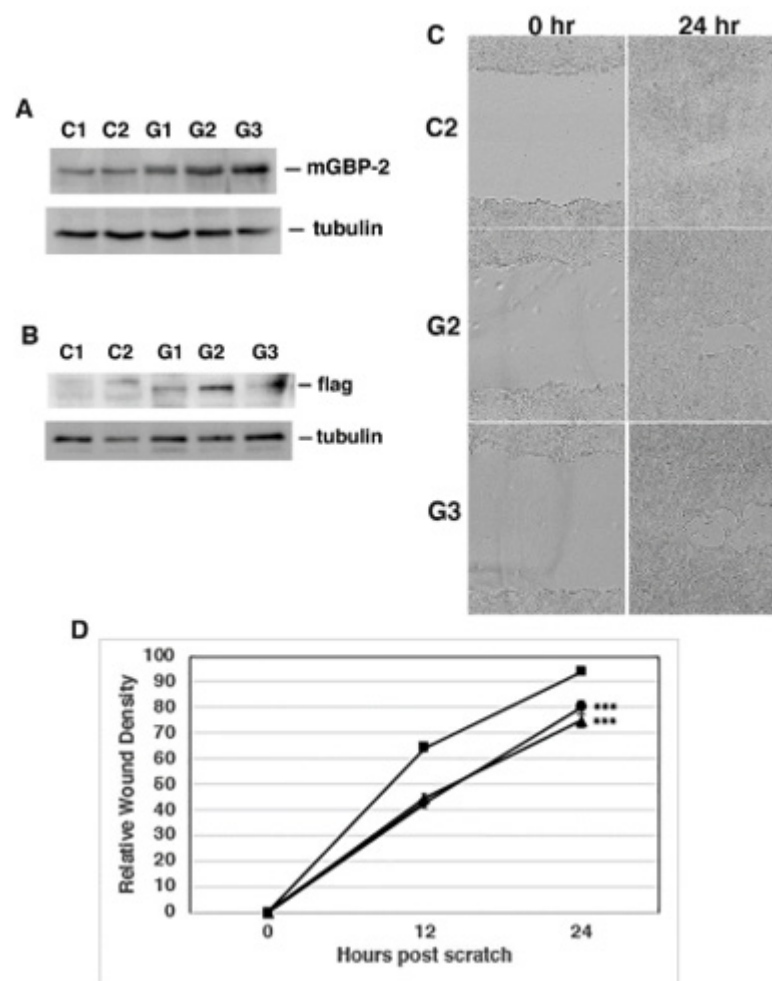 A
C1 C2 G1 G2 G3
mGBP-2
tubulin
B
C1 C2 G1 G2 G3
flag
tubulin
C
0 hr 24 hr
C2
G2
G3
D
Relative Wound Density
100
90
80
70
60
50
40
30
20
10
0
***
***
0 12 24
Hours post scratch